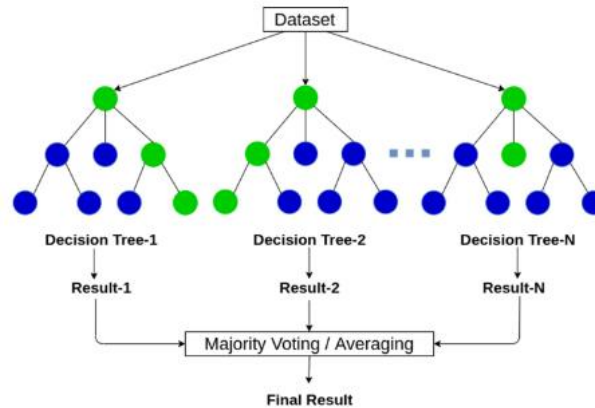 Dataset
Decision Tree-1
Decision Tree-2
Decision Tree-N
Result-1
Result-2
Result-N
Majority Voting / Averaging
Final Result